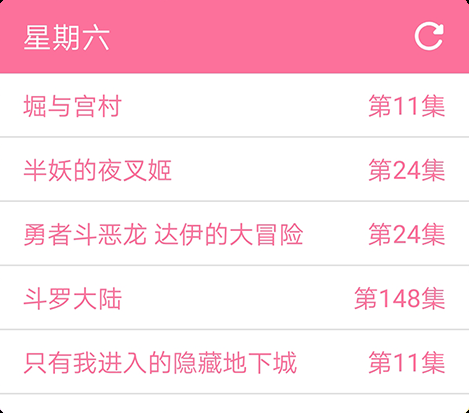 星期六
堀与宫村 第11集
半妖的夜叉姬 第24集
勇者斗恶龙 达伊的大冒险 第24集
斗罗大陆 第148集
只有我进入的隐藏地下城 第11集